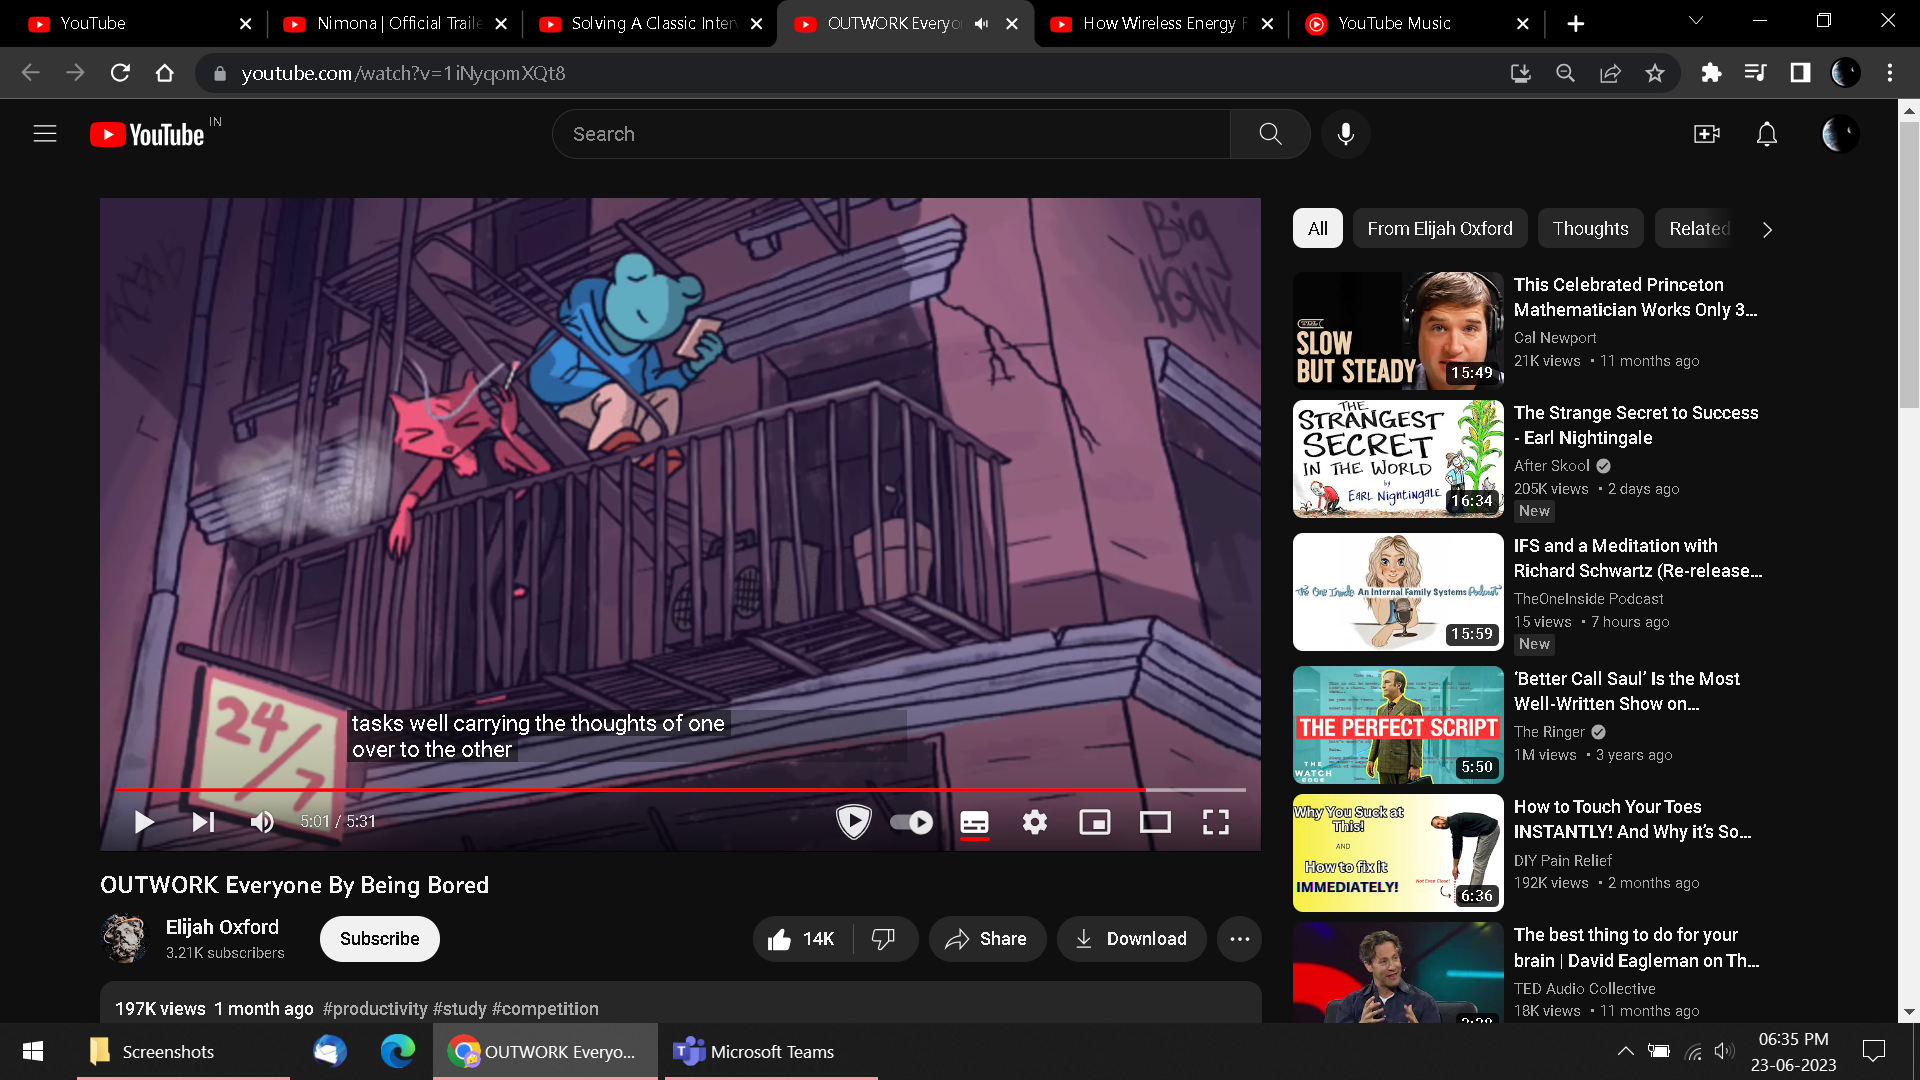 YouTube
Nimona | Official Traile
Solving A Classic Inter
OUTWORK Everyo
How Wireless Energy F
YouTube Music
youtube.com/watch?v=1iNyqomXQt8
YouTube IN
Search
All
From Elijah Oxford
Thoughts
Related
24/7
tasks well carrying the thoughts of one
over to the other
5:01 / 5:31
OUTWORK Everyone By Being Bored
Elijah Oxford
3.21K subscribers
Subscribe
14K
Share
Download
197K views 1 month ago #productivity #study #competition
SLOW
BUT STEADY
15:49
This Celebrated Princeton
Mathematician Works Only 3...
Cal Newport
21K views • 11 months ago
THE
STRANGEST
SECRET
IN THE WORLD
by
EARL NIGHTINGALE
16:34
The Strange Secret to Success
- Earl Nightingale
After Skool
205K views • 2 days ago
New
The One Inside An Internal Family Systems Podcast
15:59
IFS and a Meditation with
Richard Schwartz (Re-release...
TheOneInside Podcast
15 views • 7 hours ago
New
THE PERFECT SCRIPT
THE
WATCH
5:50
‘Better Call Saul’ Is the Most
Well-Written Show on...
The Ringer
1M views • 3 years ago
Why You Suck at
This!
AND
How to fix it
IMMEDIATELY!
Not Even Close!
6:36
How to Touch Your Toes
INSTANTLY! And Why it's So...
DIY Pain Relief
192K views • 2 months ago
The best thing to do for your
brain | David Eagleman on Th...
TED Audio Collective
18K views • 11 months ago
Screenshots
OUTWORK Everyo...
Microsoft Teams
06:35 PM
23-06-2023